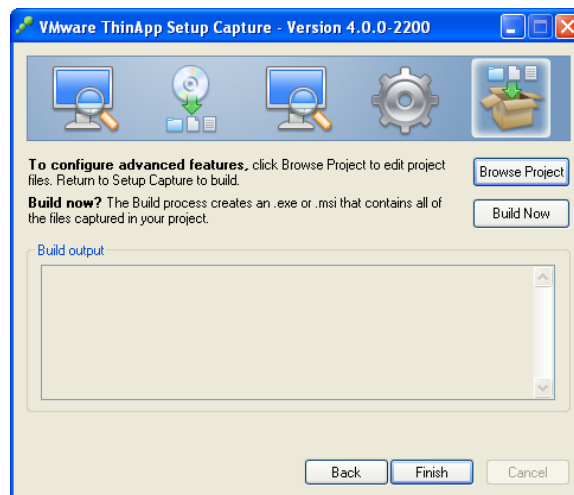 VMware ThinApp Setup Capture - Version 4.0.0-2200
To configure advanced features, click Browse Project to edit project
files. Return to Setup Capture to build.
Browse Project
Build now? The Build process creates an .exe or .msi that contains all of
the files captured in your project.
Build Now
Build output
Back
Finish
Cancel